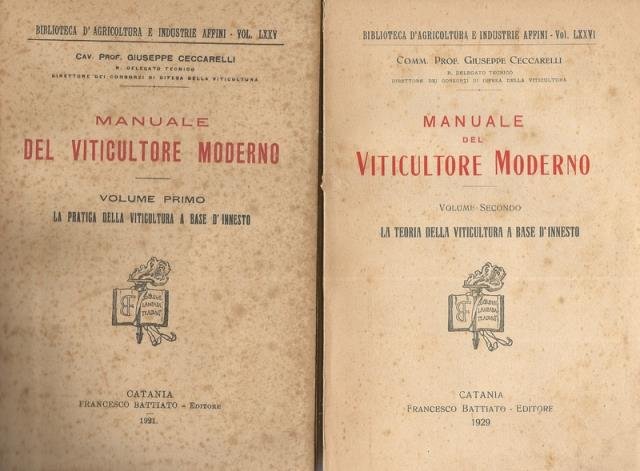 BIBLIOTECA D'AGRICOLTURA E INDUSTRIE AFFINI - VOL. LXXV
CAV. PROF. GIUSEPPE CECCARELLI
R. DELEGATO TECNICO
DIRETTORE DEI CONSORZI DI DIFESA DELLA VITICULTURA
MANUALE
DEL VITICULTORE MODERNO
VOLUME PRIMO
LA PRATICA DELLA VITICULTURA A BASE D'INNESTO
CATANIA
FRANCESCO BATTIATO - EDITORE
1921.
BIBLIOTECA D'AGRICOLTURA E INDUSTRIE AFFINI - Vol. LXXVI
COMM. PROF. GIUSEPPE CECCARELLI
R. DELEGATO TECNICO
DIRETTORE DEI CONSORZI DI DIFESA DELLA VITICULTURA
MANUALE
DEL
VITICULTORE MODERNO
VOLUME SECONDO
LA TEORIA DELLA VITICULTURA A BASE D'INNESTO
CATANIA
FRANCESCO BATTIATO - EDITORE
1929